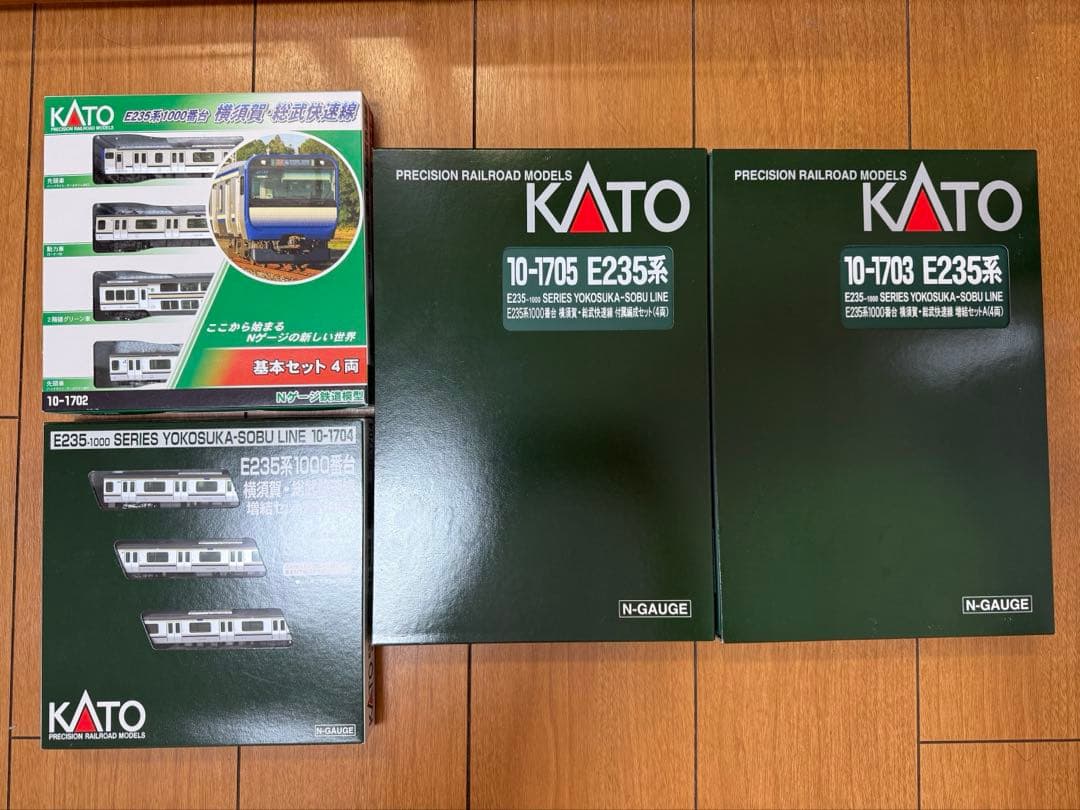 KATO
PRECISION RAILROAD MODELS
E235系1000番台 横須賀・総武快速線
先頭車
動力車
2階建グリーン車
先頭車
ここから始まる
Nゲージの新しい世界
基本セット 4両
10-1702
Nゲージ鉄道模型
E235-1000 SERIES YOKOSUKA-SOBU LINE 10-1704
E235系1000番台
横須賀・総
増結セッ
KATO
PRECISION RAILROAD MODELS
N-GAUGE
PRECISION RAILROAD MODELS
KATO
10-1705 E235系
E235-1000 SERIES YOKOSUKA-SOBU LINE
E235系1000番台 横須賀・総武快速線 付属編成セット(4両)
N-GAUGE
PRECISION RAILROAD MODELS
KATO
10-1703 E235系
E235-1000 SERIES YOKOSUKA-SOBU LINE
E235系1000番台 横須賀・総武快速線 増結セットA(4両)
N-GAUGE